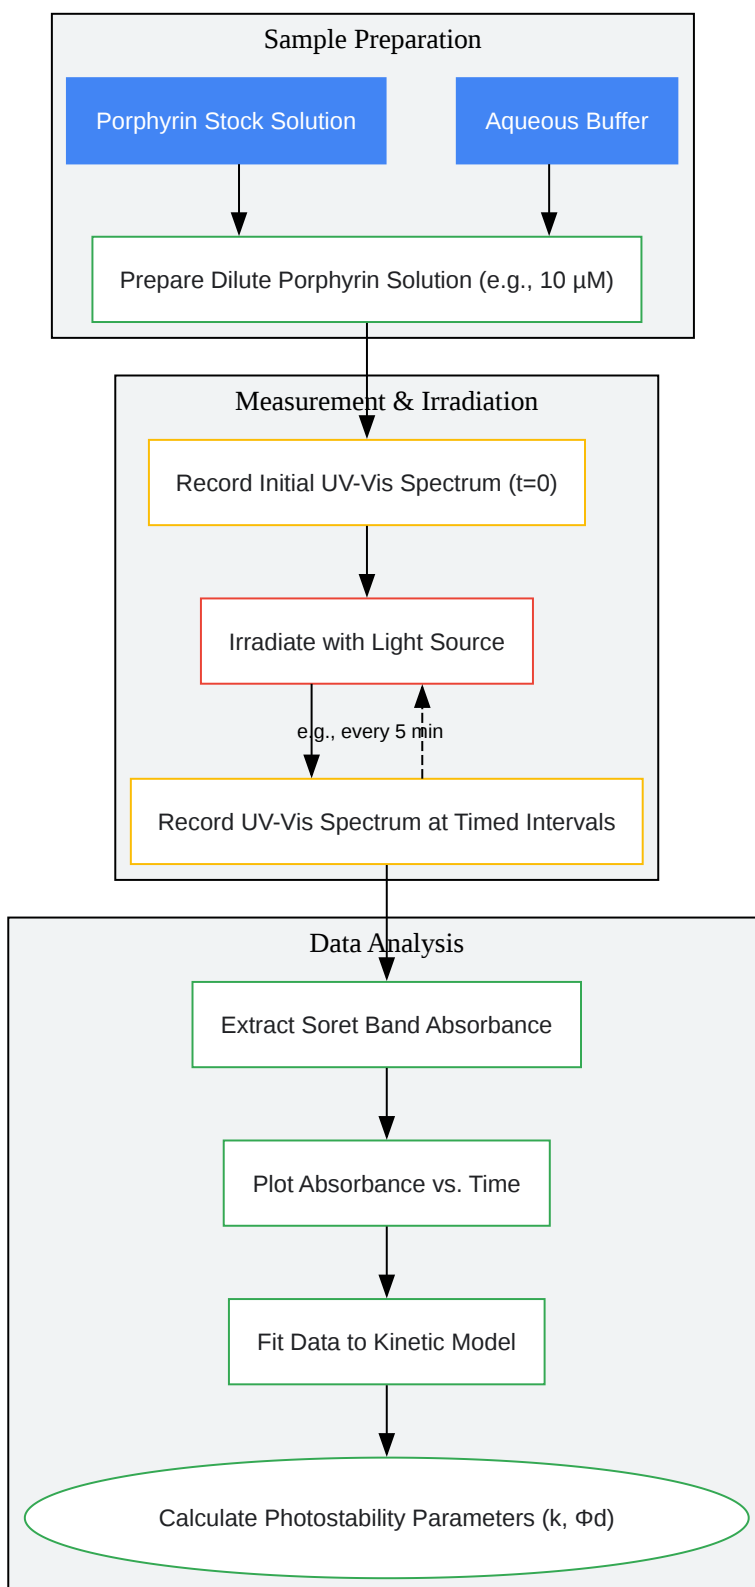 Sample Preparation
Porphyrin Stock Solution
Aqueous Buffer
Prepare Dilute Porphyrin Solution (e.g., 10 µM)
Measurement & Irradiation
Record Initial UV-Vis Spectrum (t=0)
Irradiate with Light Source
e.g., every 5 min
Record UV-Vis Spectrum at Timed Intervals
Data Analysis
Extract Soret Band Absorbance
Plot Absorbance vs. Time
Fit Data to Kinetic Model
Calculate Photostability Parameters (k, Φd)